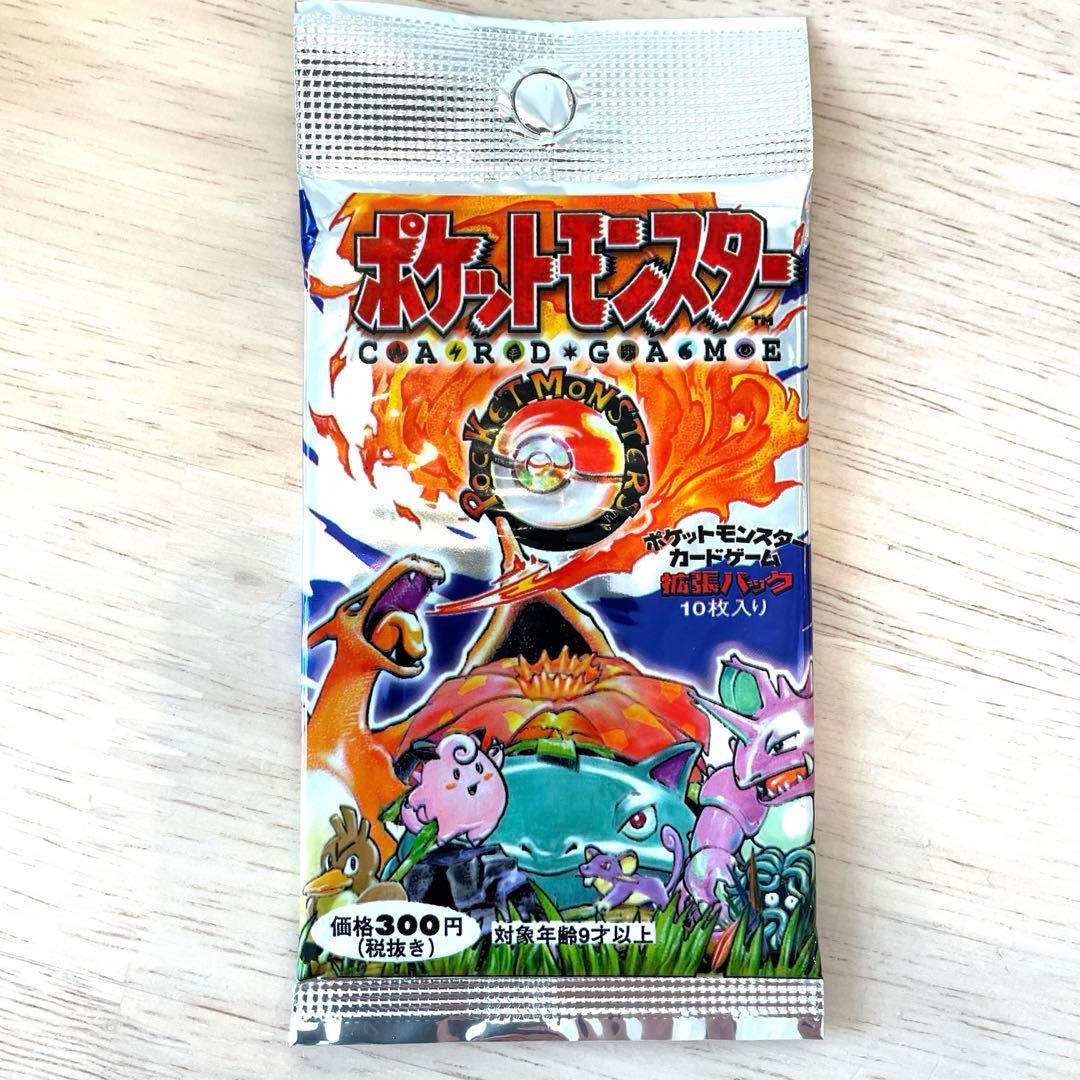 ポケットモンスター
TM
CARD GAME
POCKET MONSTERS
ポケットモンスター
カードゲーム
拡張パック
10枚入り
価格300円
(税抜き)
対象年齢9才以上